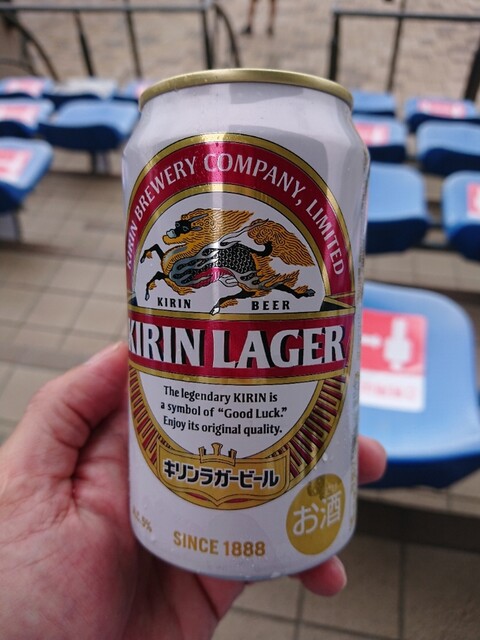 KIRIN BREWERY COMPANY, LIMITED
KIRIN BEER
KIRIN LAGER
The legendary KIRIN is
a symbol of "Good Luck."
Enjoy its original quality.
キリンラガービール
お酒
SINCE 1888